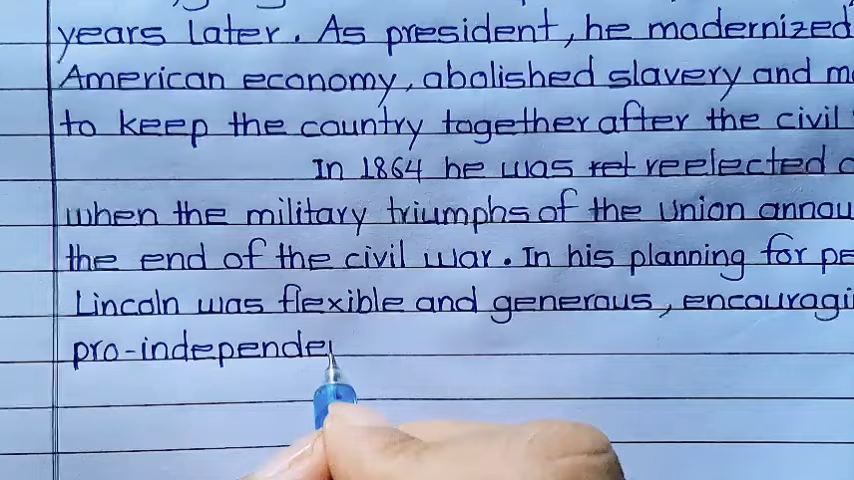 years later. As president, he modernized
American economy, abolished slavery and
to keep the country together after the civil
In 1864 he was ret reelected
when the military triumphs of the Union
the end of the civil war. In his planning for
Lincoln was flexible and generous,
pro-independe